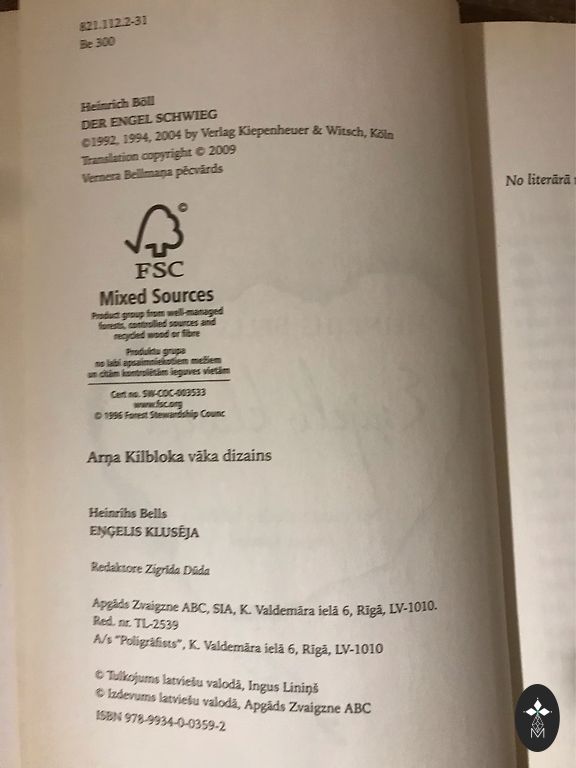 821.112.2-31
Be 300
Heinrich Böll
DER ENGEL SCHWIEG
©1992, 1994, 2004 by Verlag Kiepenheuer & Witsch, Köln
Translation copyright © 2009
Vernera Bellmaņa pēcvārds
©
FSC
Mixed Sources
Product group from well-managed
forests, controlled sources and
recycled wood or fibre
Produktu grupa
no labi apsaimniekotiem mežiem
un citām kontrolētām ieguves vietām
Cert no. SW-COC-003533
www.fsc.org
© 1996 Forest Stewardship Counc
Arņa Kilbloka vāka dizains
Heinrihs Bells
EŅĢELIS KLUSĒJA
Redaktore Zigrīda Dūda
Apgāds Zvaigzne ABC, SIA, K. Valdemāra ielā 6, Rīgā, LV-1010.
Red. nr. TL-2539
A/s "Poligrāfists", K. Valdemāra ielā 6, Rīgā, LV-1010
© Tulkojums latviešu valodā, Ingus Liniņš
© Izdevums latviešu valodā, Apgāds Zvaigzne ABC
ISBN 978-9934-0-0359-2
No literārā
M